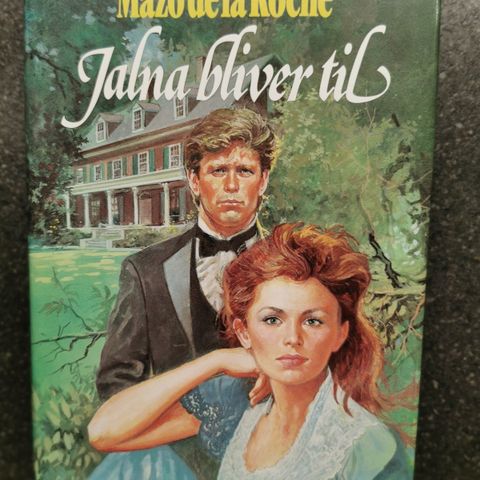 Mazo de la Roche
Jalna bliver til